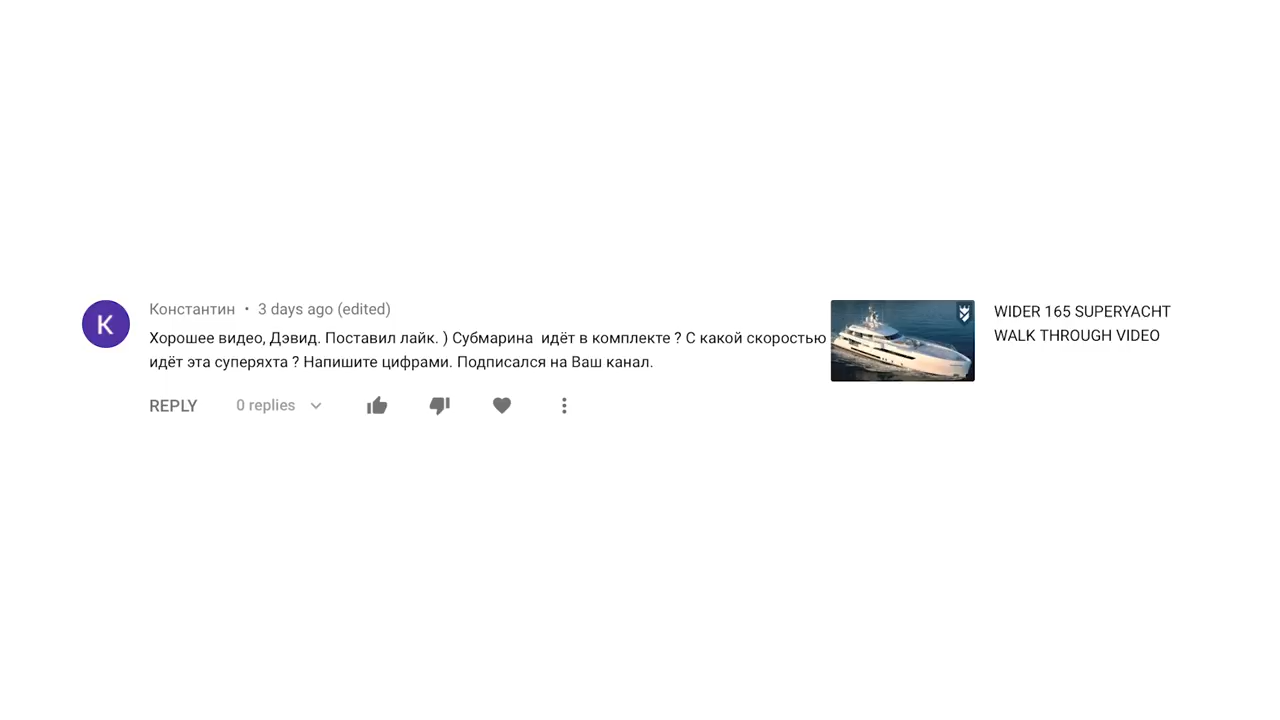 K
Константин • 3 days ago (edited)
Хорошее видео, Дэвид. Поставил лайк. ) Субмарина  идёт в комплекте ? С какой скоростью
идёт эта суперяхта ? Напишите цифрами. Подписался на Ваш канал.
REPLY 0 replies
WIDER 165 SUPERYACHT
WALK THROUGH VIDEO